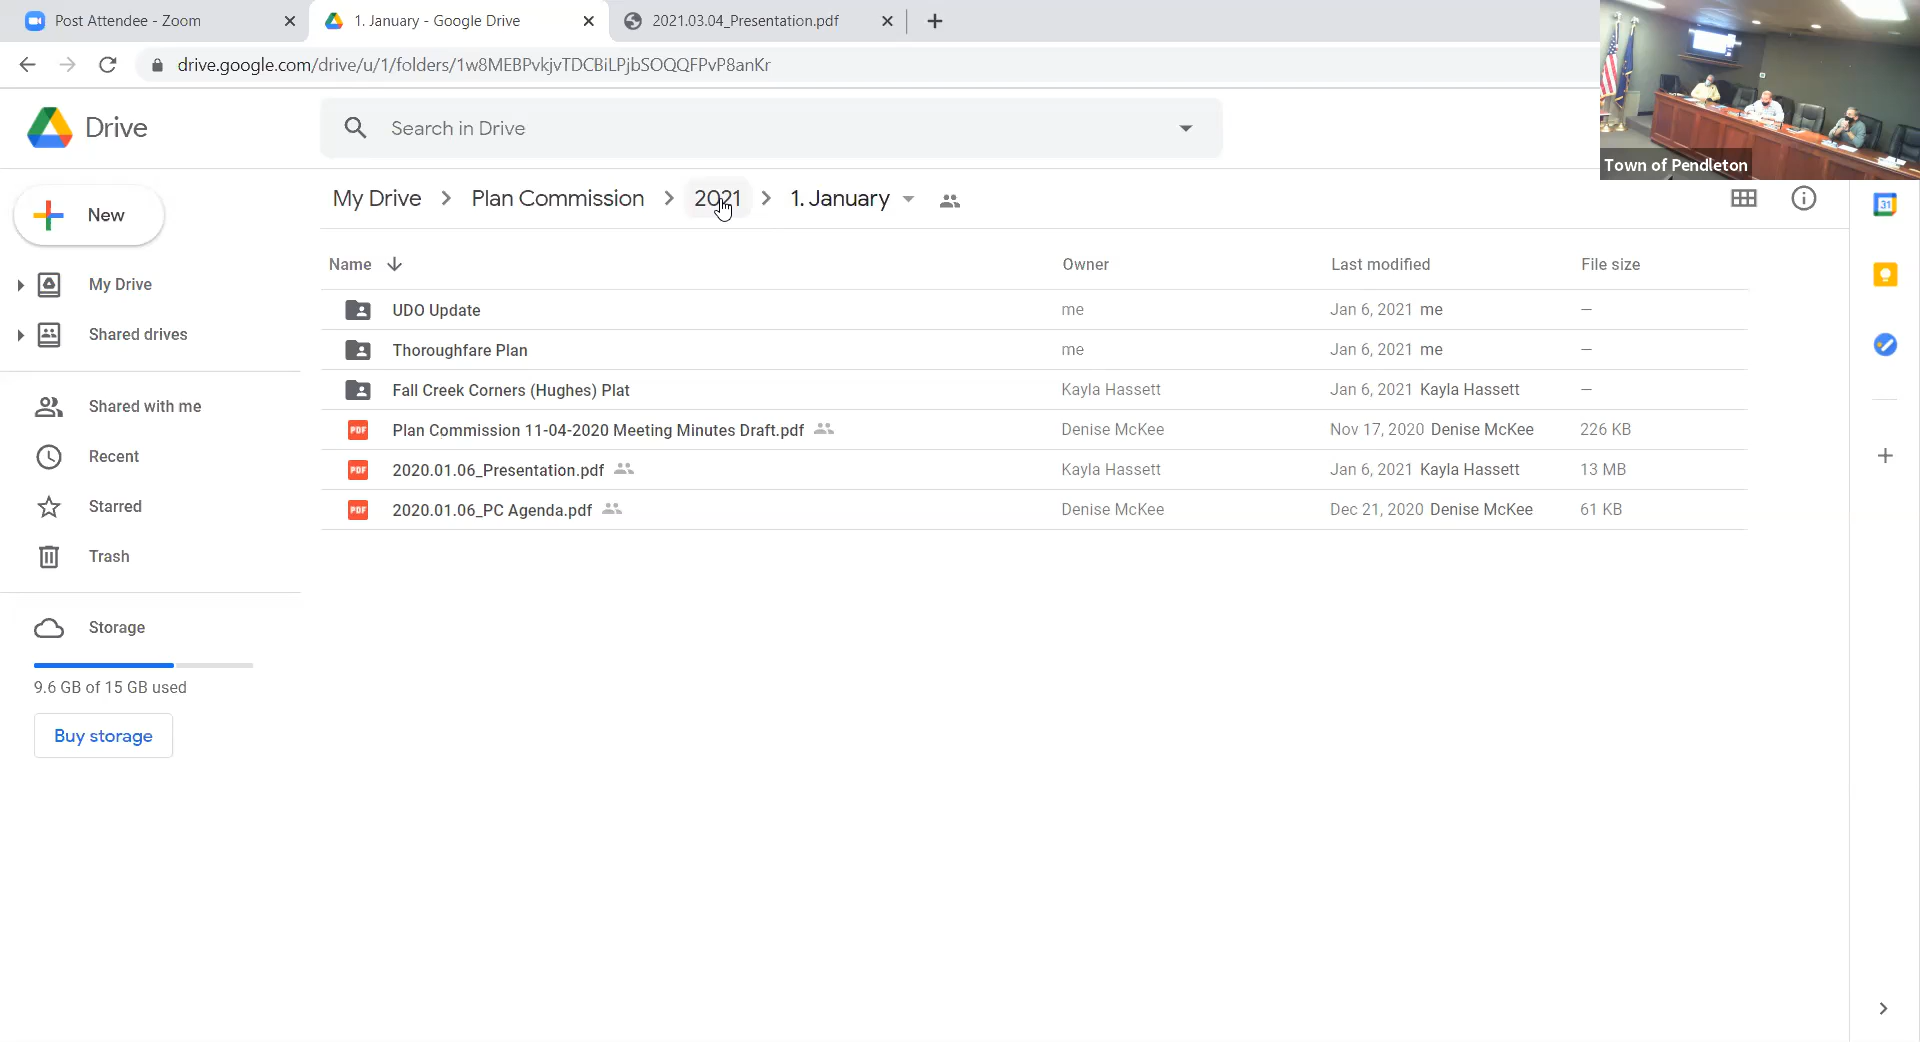 Post Attendee - Zoom
1. January - Google Drive
2021.03.04_Presentation.pdf
drive.google.com/drive/u/1/folders/1w8MEBPvkjvTDCBiLPjbSOQQFPvP8anKr
Drive
Search in Drive
Town of Pendleton
My Drive
Plan Commission
2021
1. January
31
New
My Drive
Shared drives
Shared with me
Recent
Starred
Trash
Storage
9.6 GB of 15 GB used
Buy storage
Name Owner Last modified File size
UDO Update me Jan 6, 2021 me —
Thoroughfare Plan me Jan 6, 2021 me —
Fall Creek Corners (Hughes) Plat Kayla Hassett Jan 6, 2021 Kayla Hassett —
PDF Plan Commission 11-04-2020 Meeting Minutes Draft.pdf Denise McKee Nov 17, 2020 Denise McKee 226 KB
PDF 2020.01.06_Presentation.pdf Kayla Hassett Jan 6, 2021 Kayla Hassett 13 MB
PDF 2020.01.06_PC Agenda.pdf Denise McKee Dec 21, 2020 Denise McKee 61 KB